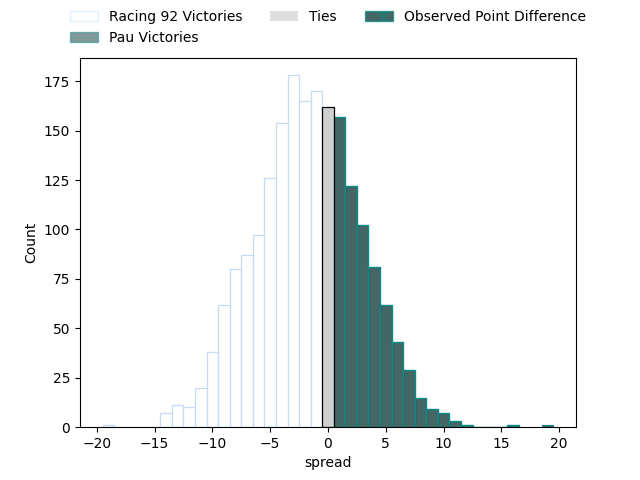 Racing 92 Victories
Ties
Observed Point Difference
Pau Victories
175
150
125
100
75
50
25
0
Count
−20
−15
−10
−5
0
5
10
15
20
spread